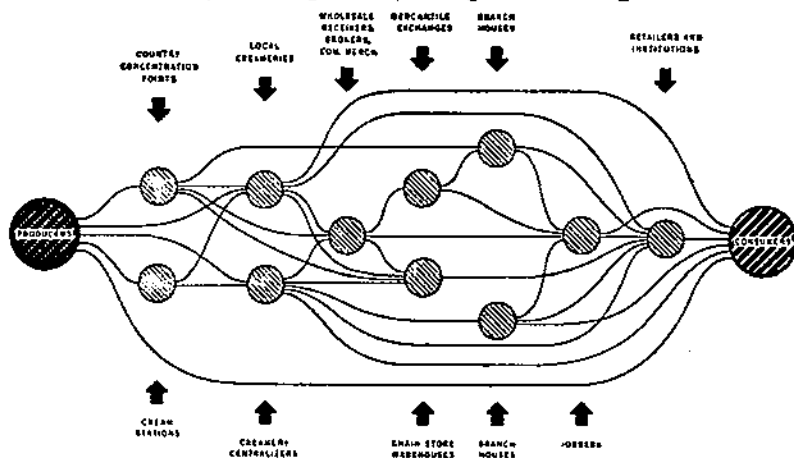 WHOLESALE
RECEIVERS,
BROKERS,
COM. MERCH.
MERCANTILE
EXCHANGES
BRANCH
HOUSES
COUNTRY
CONCENTRATION
POINTS
LOCAL
CREAMERIES
RETAILERS AND
INSTITUTIONS
PRODUCERS
CONSUMERS
CREAM
STATIONS
CREAMERY
CENTRALIZERS
CHAIN STORE
WAREHOUSES
BRANCH
HOUSES
JOBBERS